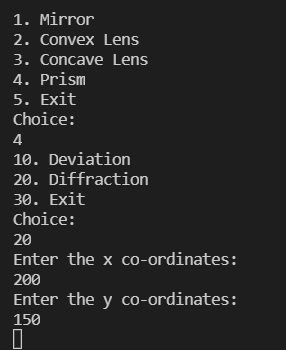 1. Mirror
2. Convex Lens
3. Concave Lens
4. Prism
5. Exit
Choice:
4
10. Deviation
20. Diffraction
30. Exit
Choice:
20
Enter the x co-ordinates:
200
Enter the y co-ordinates:
150